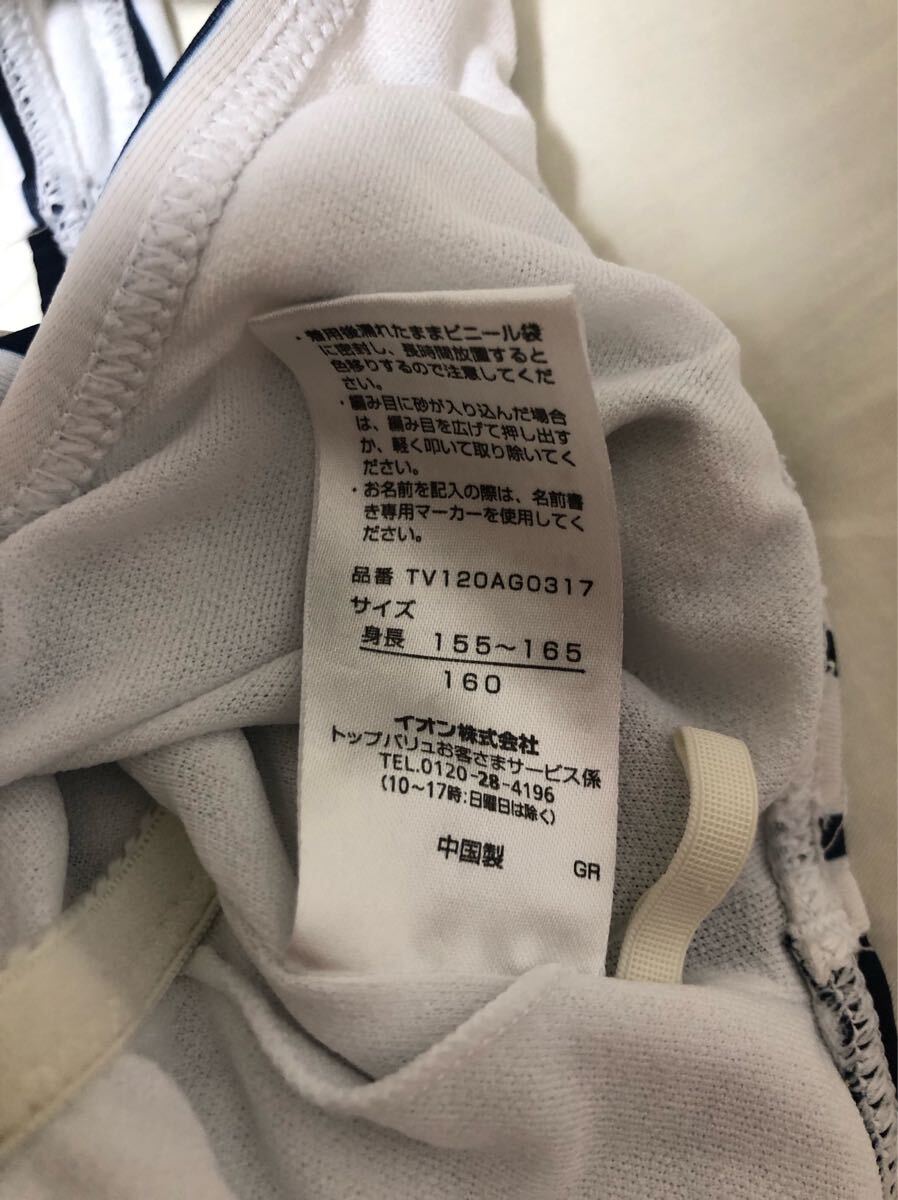 ・着用後濡れたままビニール袋
に密封し、長時間放置すると
色移りするので注意してくだ
さい。
・編み目に砂が入り込んだ場合
は、編み目を広げて押し出す
か、軽く叩いて取り除いてく
ださい。
・お名前を記入の際は、名前書
き専用マーカーを使用してく
ださい。
品番 TV120AG0317
サイズ
身長 155〜165
160
イオン株式会社
トップバリュお客さまサービス係
TEL.0120-28-4196
(10〜17時:日曜日は除く)
中国製 GR